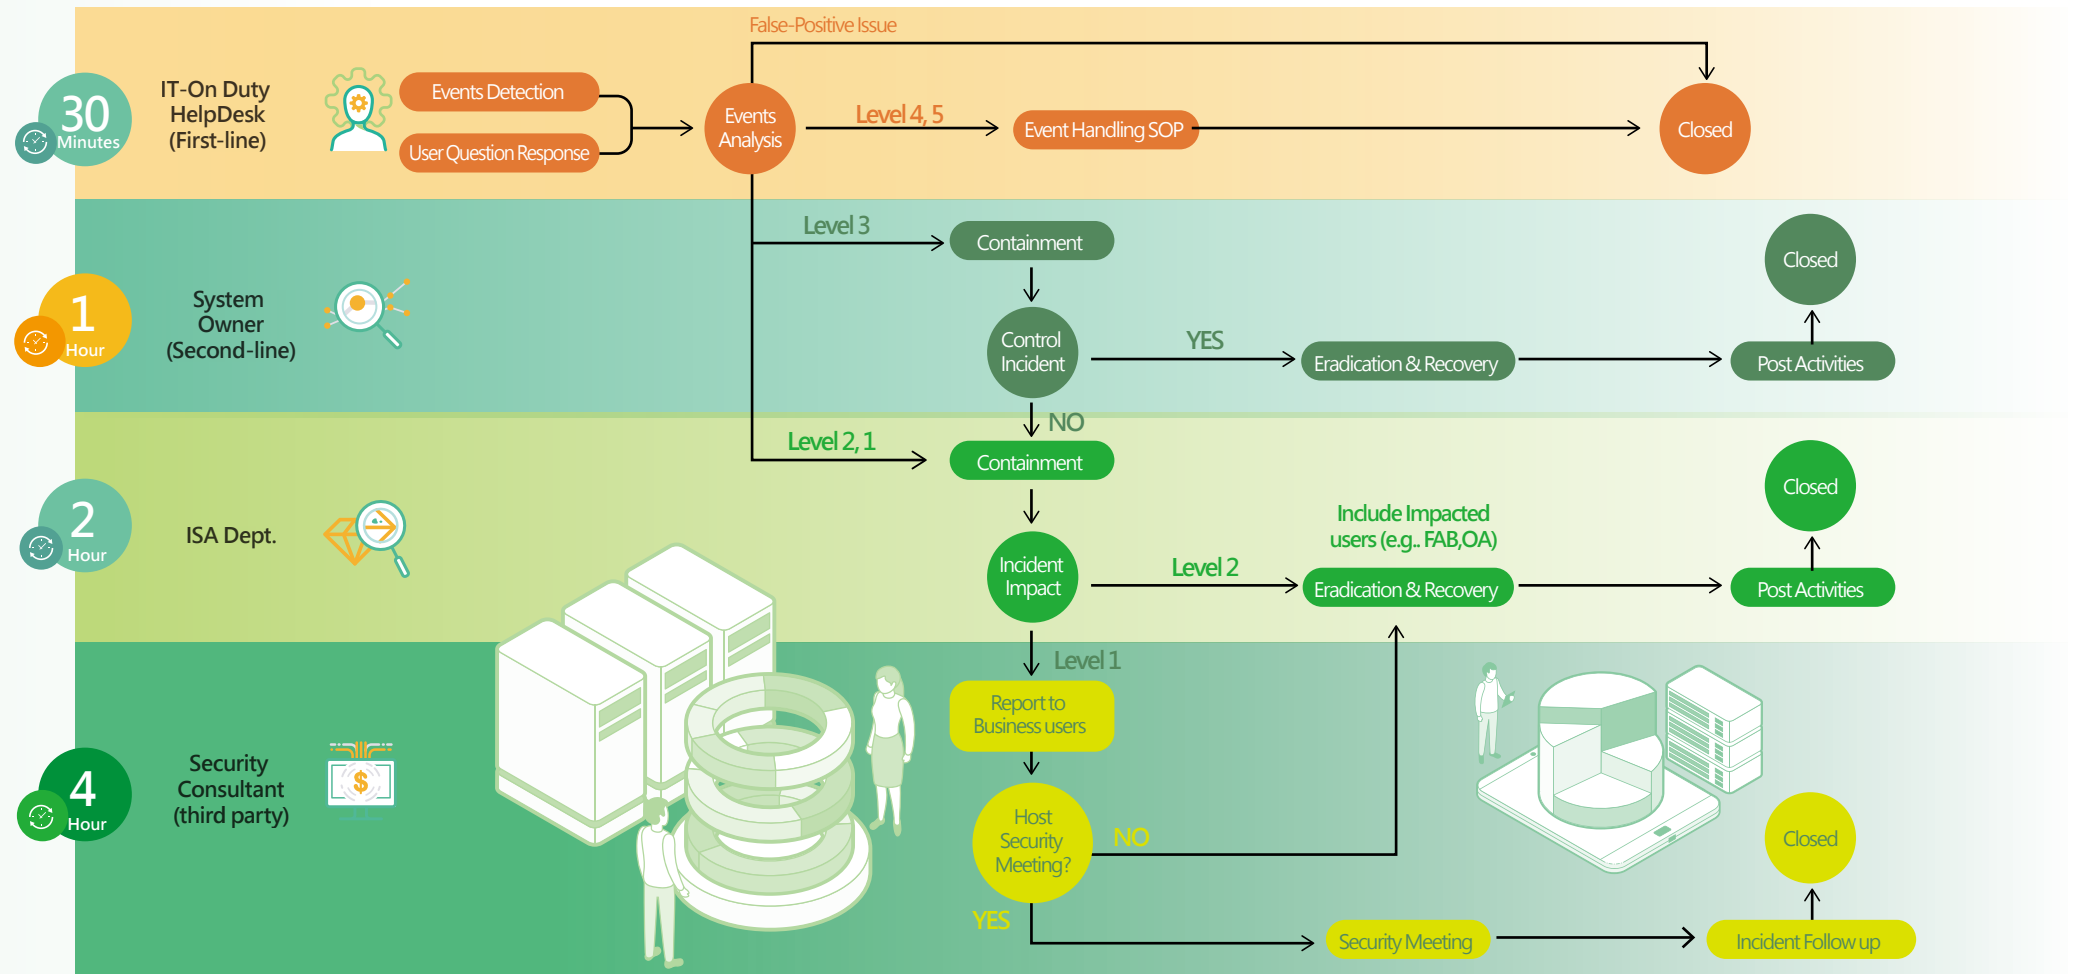 False-Positive Issue
30
Minutes
IT-On Duty
HelpDesk
(First-line)
Events Detection
User Question Response
Events
Analysis
Level 4, 5
Event Handling SOP
Closed
Level 3
Containment
Closed
1
Hour
System
Owner
(Second-line)
Control
Incident
YES
Eradication & Recovery
Post Activities
NO
Level 2, 1
Containment
Closed
2
Hour
ISA Dept.
Include Impacted
users (e.g.. FAB,OA)
Incident
Impact
Level 2
Eradication & Recovery
Post Activities
Level 1
Report to
Business users
4
Hour
Security
Consultant
(third party)
$
Host
Security
Meeting?
NO
Closed
YES
Security Meeting
Incident Follow up